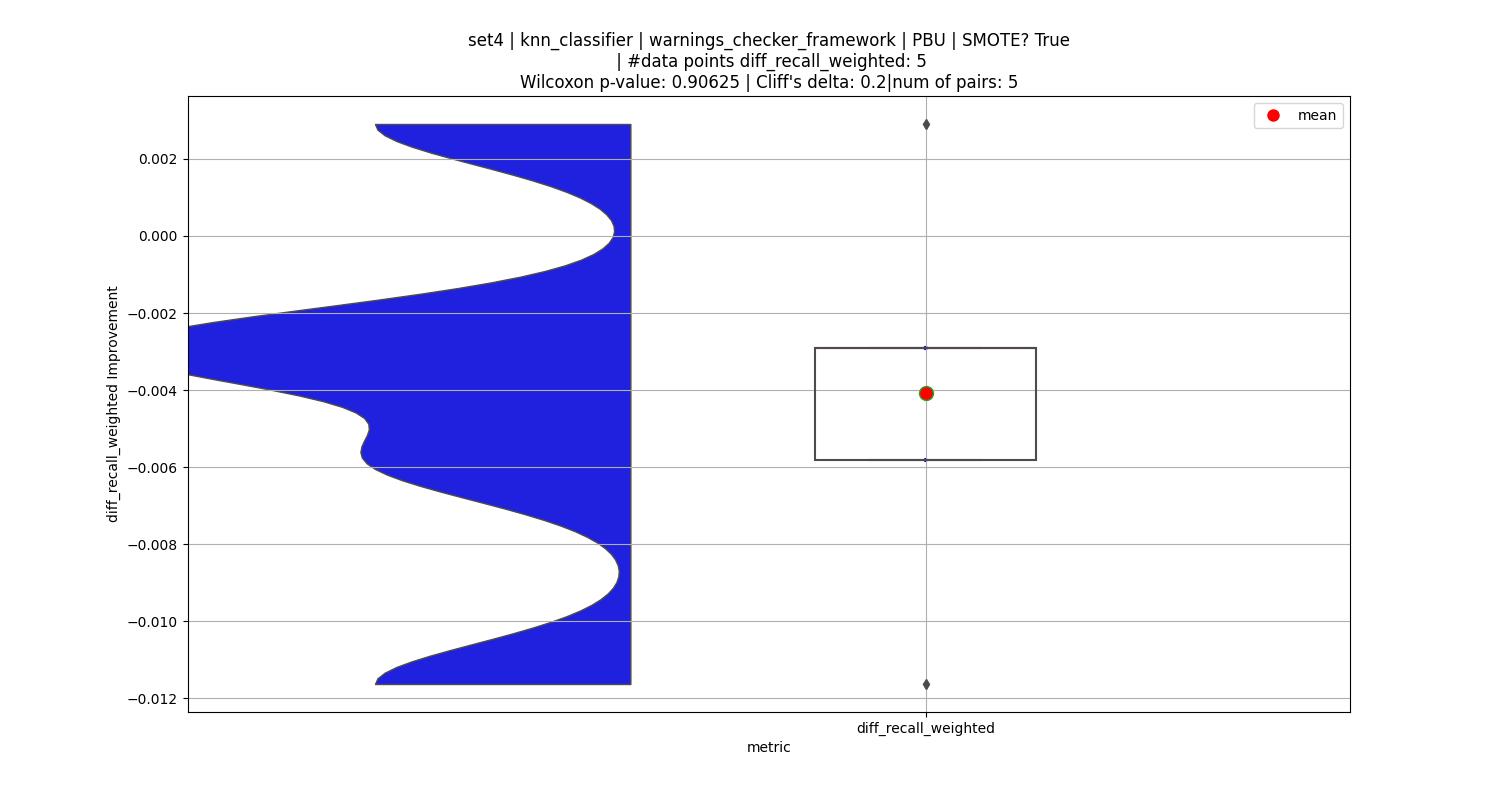 set4 | knn_classifier | warnings_checker_framework | PBU | SMOTE? True
| #data points diff_recall_weighted: 5
Wilcoxon p-value: 0.90625 | Cliff's delta: 0.2|num of pairs: 5
mean
0.002
0.000
−0.002
−0.004
−0.006
−0.008
−0.010
−0.012
diff_recall_weighted Improvement
diff_recall_weighted
metric